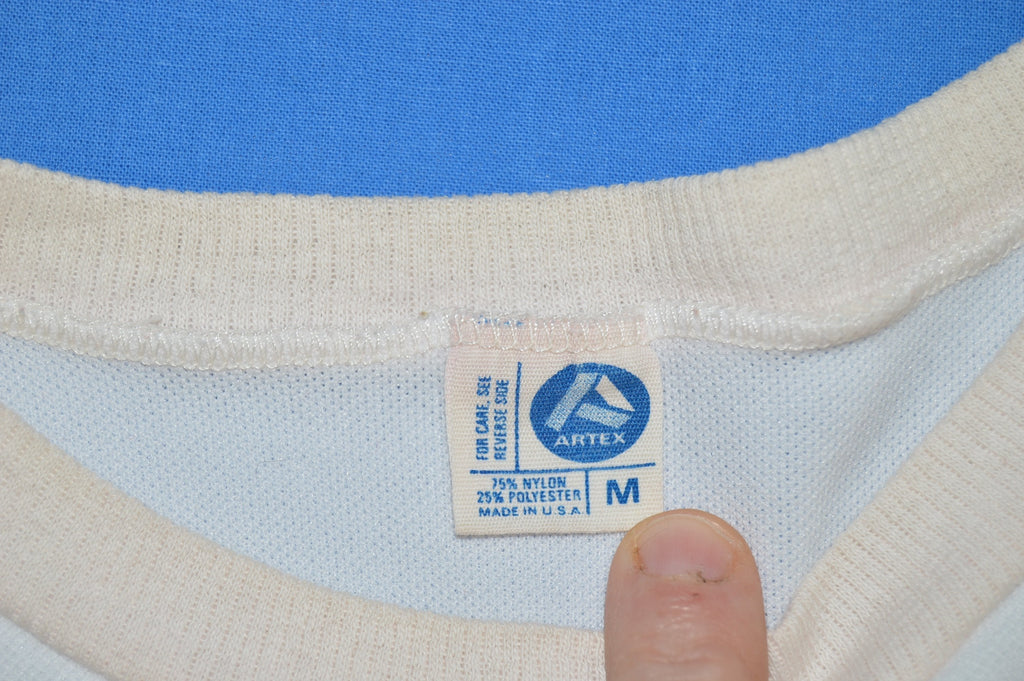 FOR CARE, SEE
REVERSE SIDE
ARTEX
75% NYLON
25% POLYESTER
MADE IN U.S.A.
M